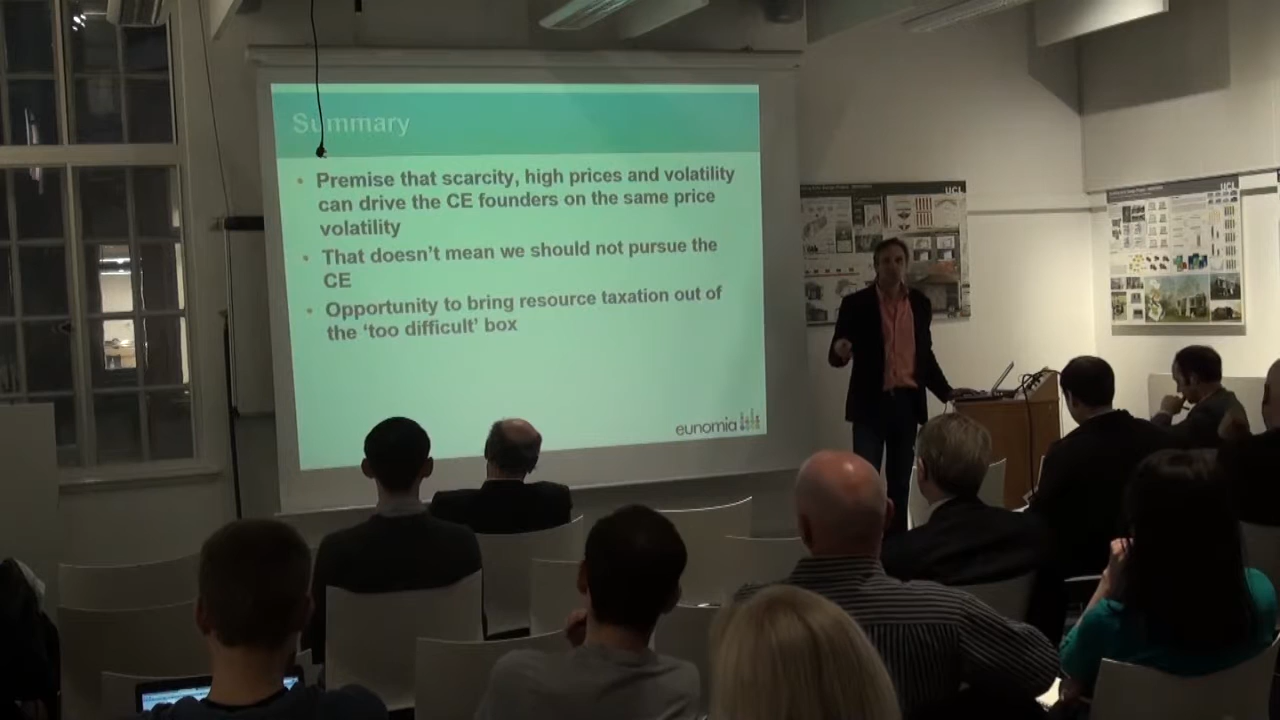 Summary
• Premise that scarcity, high prices and volatility
can drive the CE founders on the same price
volatility
• That doesn't mean we should not pursue the
CE
• Opportunity to bring resource taxation out of
the 'too difficult' box
eunomia
UCL
UCL